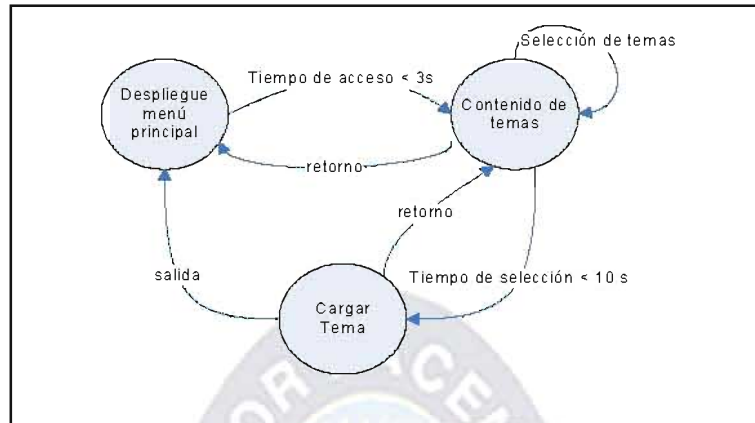 Selección de temas
Tiempo de acceso < 3s
Despliegue
menú
principal
Contenido de
temas
retorno
retorno
salida
Tiempo de selección < 10 s
Cargar
Tema